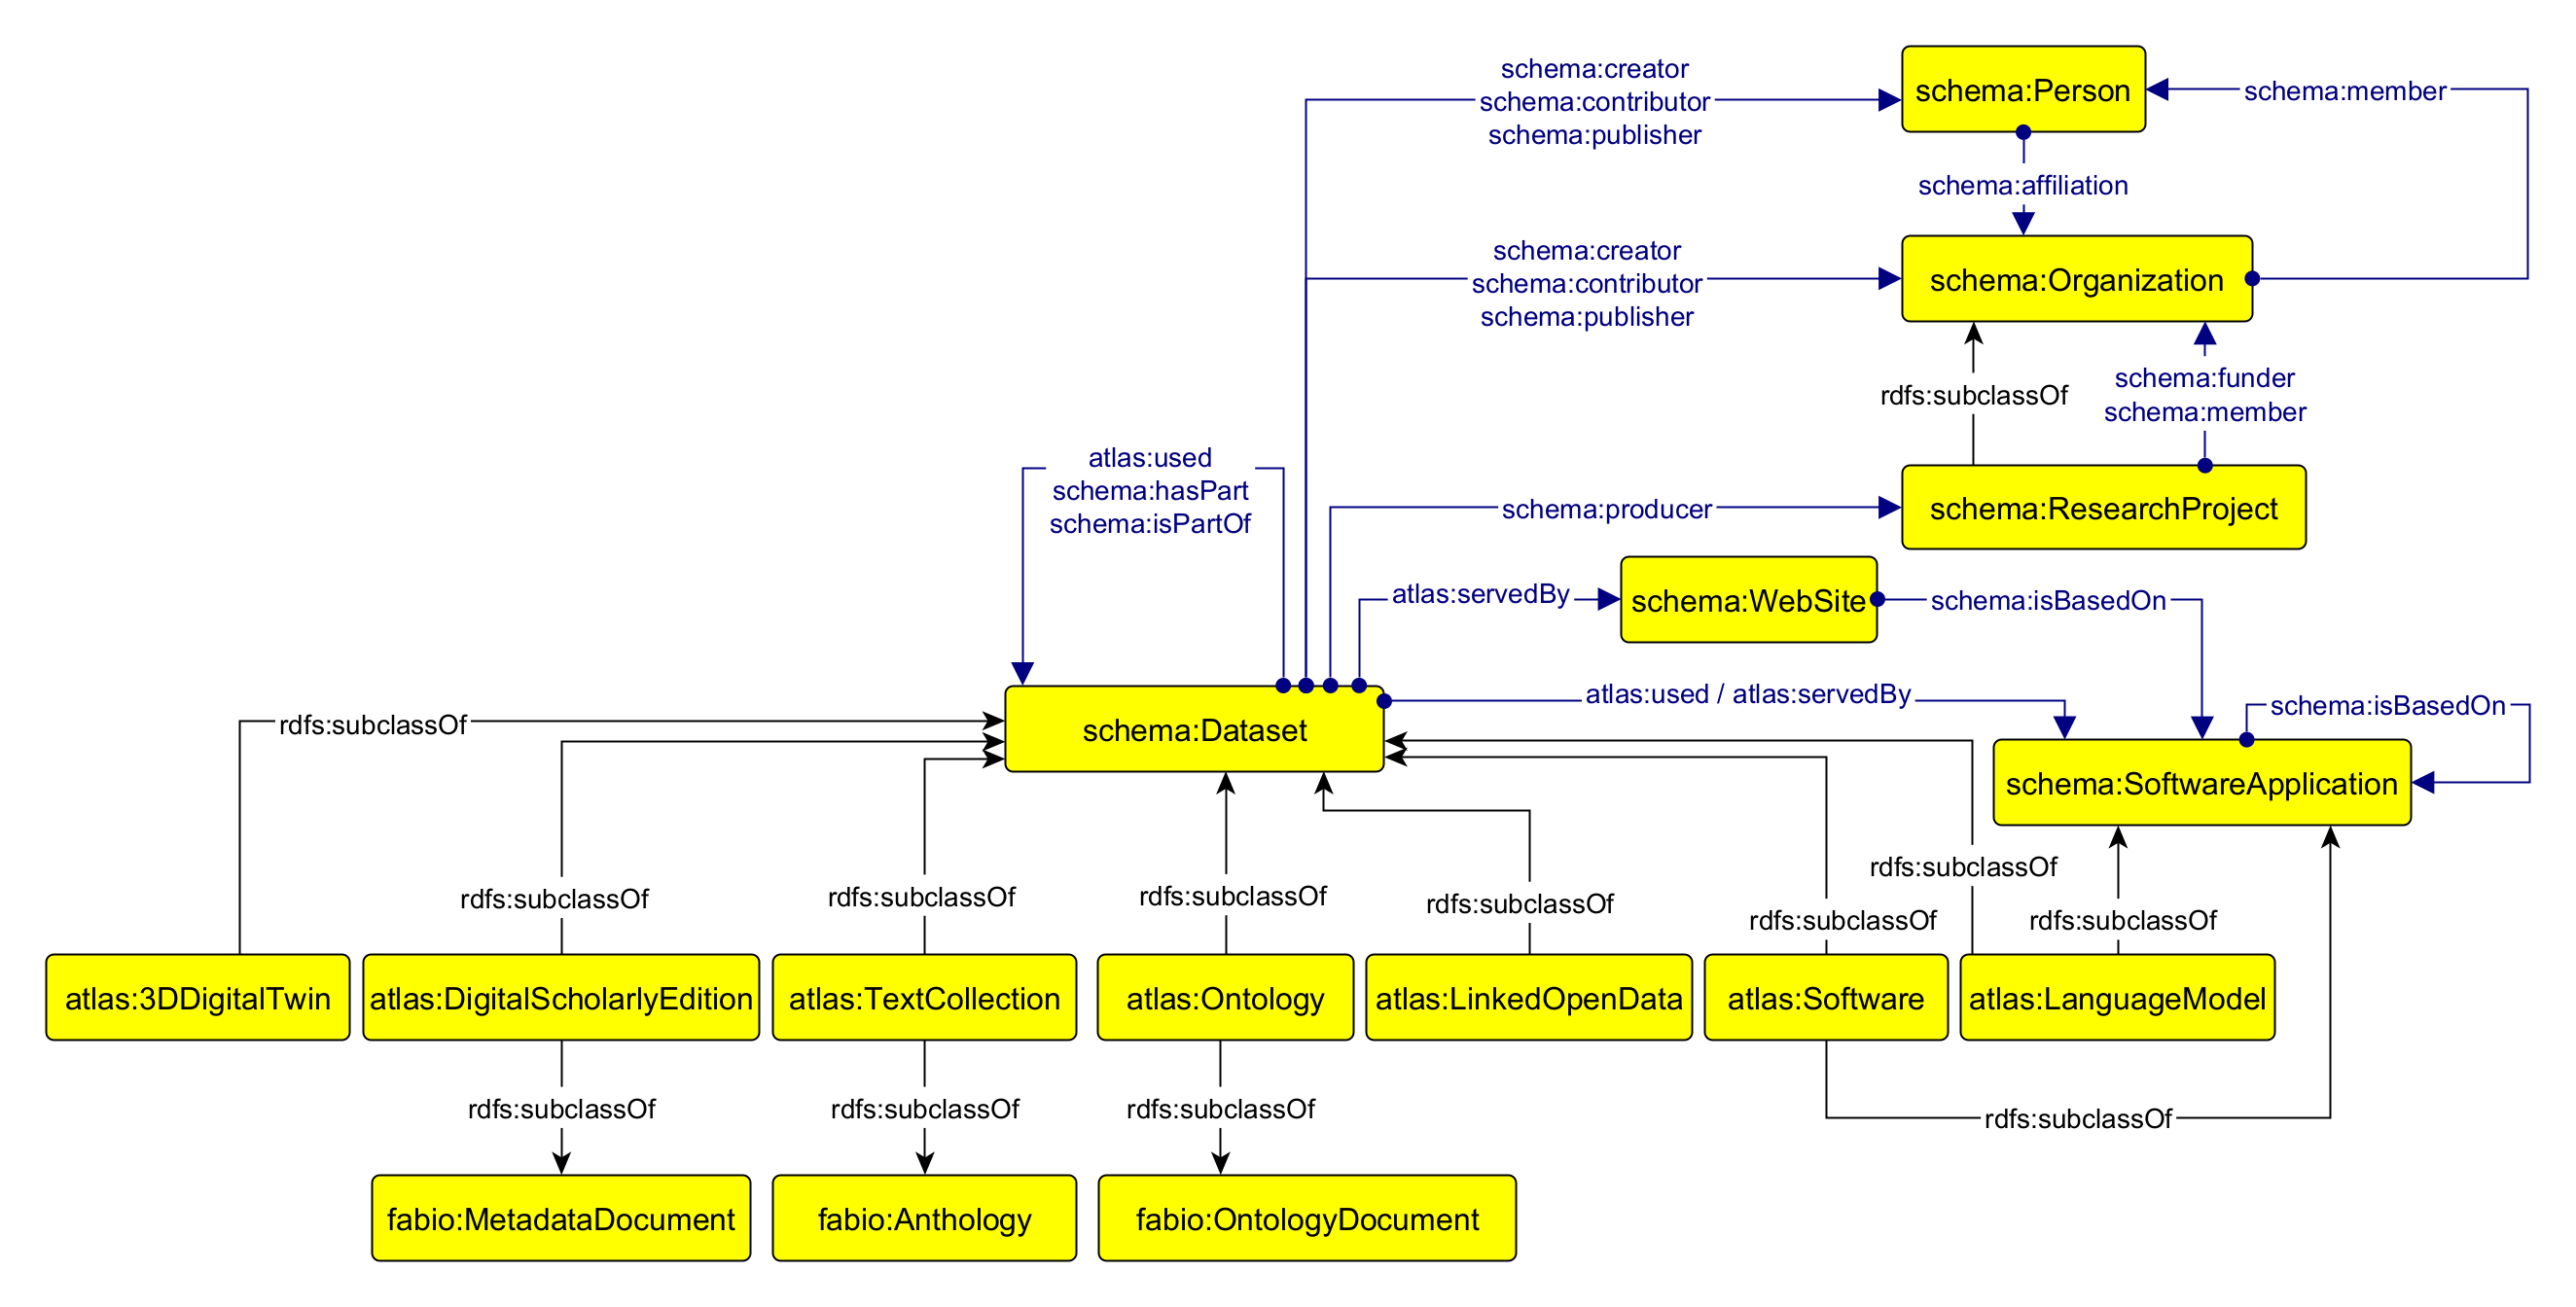 schema:creator
schema:contributor
schema:publisher
schema:Person
schema:member
schema:affiliation
schema:creator
schema:contributor
schema:publisher
schema:Organization
rdfs:subclassOf
schema:funder
schema:member
atlas:used
schema:hasPart
schema:isPartOf
schema:producer
schema:ResearchProject
atlas:servedBy
schema:WebSite
schema:isBasedOn
atlas:used / atlas:servedBy
schema:isBasedOn
rdfs:subclassOf
schema:Dataset
schema:SoftwareApplication
rdfs:subclassOf
rdfs:subclassOf
rdfs:subclassOf
rdfs:subclassOf
rdfs:subclassOf
rdfs:subclassOf
rdfs:subclassOf
atlas:3DDigitalTwin
atlas:DigitalScholarlyEdition
atlas:TextCollection
atlas:Ontology
atlas:LinkedOpenData
atlas:Software
atlas:LanguageModel
rdfs:subclassOf
rdfs:subclassOf
rdfs:subclassOf
rdfs:subclassOf
fabio:MetadataDocument
fabio:Anthology
fabio:OntologyDocument